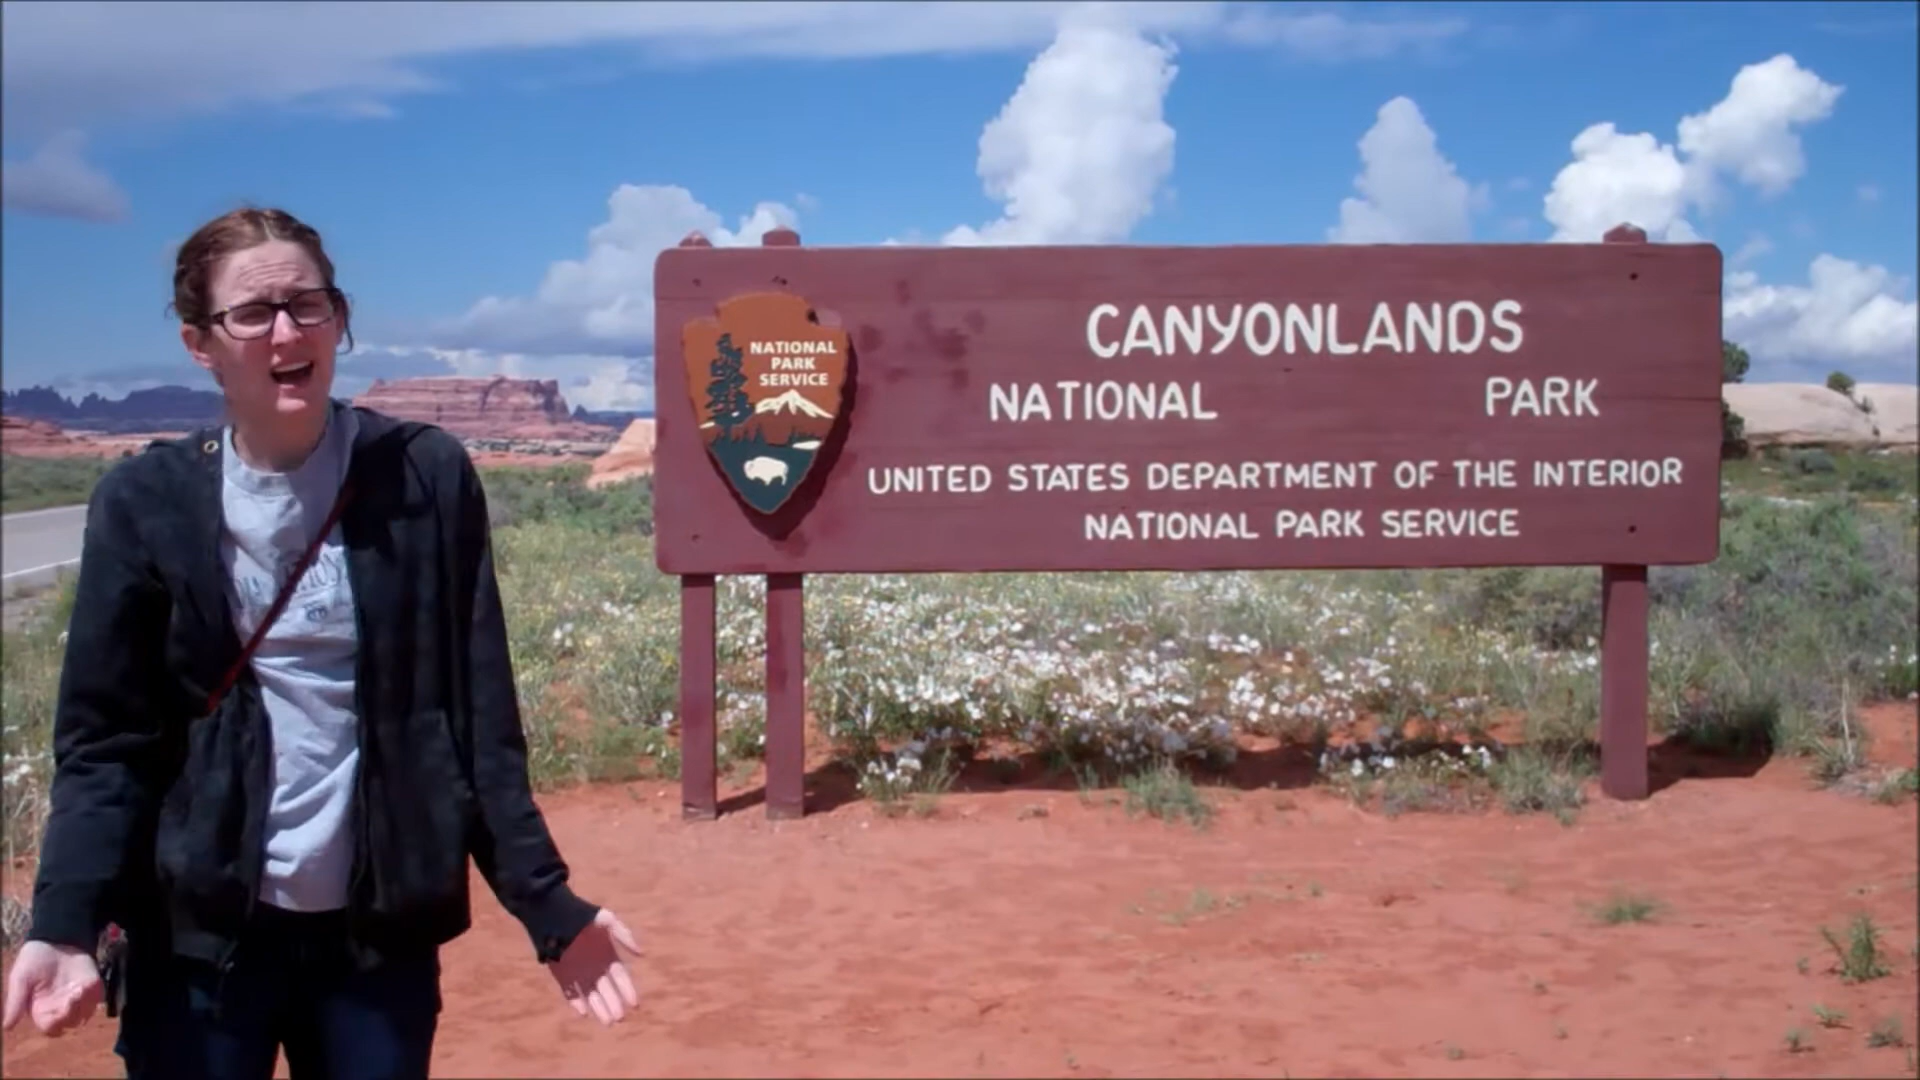 NATIONAL
PARK
SERVICE
CANYONLANDS
NATIONAL PARK
UNITED STATES DEPARTMENT OF THE INTERIOR
NATIONAL PARK SERVICE